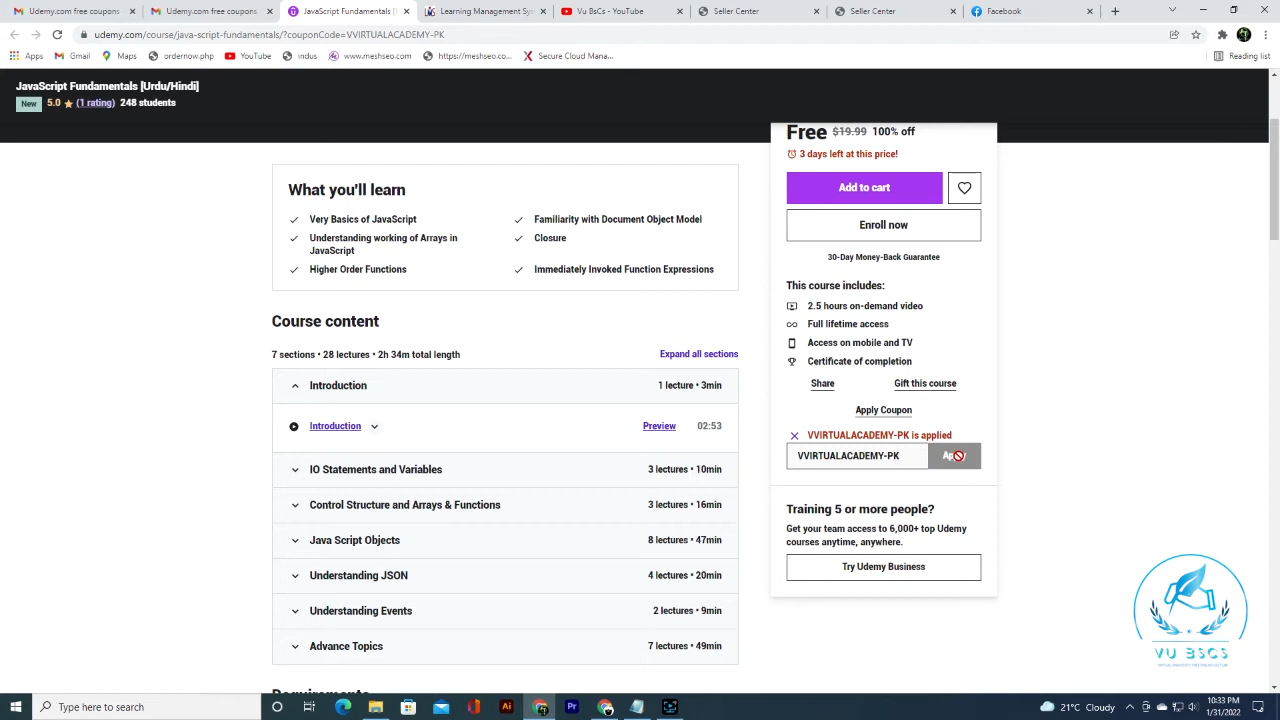 udemy.com/course/javascript-fundamentals/?couponCode=VVIRTUALACADEMY-PK
Gmail - Free online coupons
JavaScript Fundamentals
Learning Management Sy
Vu BsCs - YouTube
Seller Center
Seller Center
Facebook
Apps Gmail Maps ordernow.php YouTube indus www.meshseo.com/ https://meshseo.co... Secure Cloud Mana... Reading list
JavaScript Fundamentals [Urdu/Hindi]
New 5.0 (1 rating) 248 students
Free $19.99 100% off
3 days left at this price!
Add to cart
Enroll now
30-Day Money-Back Guarantee
This course includes:
2.5 hours on-demand video
Full lifetime access
Access on mobile and TV
Certificate of completion
Share Gift this course
Apply Coupon
VVIRTUALACADEMY-PK is applied
VVIRTUALACADEMY-PK
Training 5 or more people?
Get your team access to 6,000+ top Udemy
courses anytime, anywhere.
Try Udemy Business
What you'll learn
Very Basics of JavaScript
Familiarity with Document Object Model
Understanding working of Arrays in
JavaScript
Closure
Higher Order Functions
Immediately Invoked Function Expressions
Course content
7 sections • 28 lectures • 2h 34m total length Expand all sections
Introduction 1 lecture • 3min
Introduction Preview 02:53
IO Statements and Variables 3 lectures • 10min
Control Structure and Arrays & Functions 3 lectures • 16min
Java Script Objects 8 lectures • 47min
Understanding JSON 4 lectures • 20min
Understanding Events 2 lectures • 9min
Advance Topics 7 lectures • 49min
Requirements
VU BSCS
Type here to search
21°C Cloudy
10:33 PM
1/31/2022